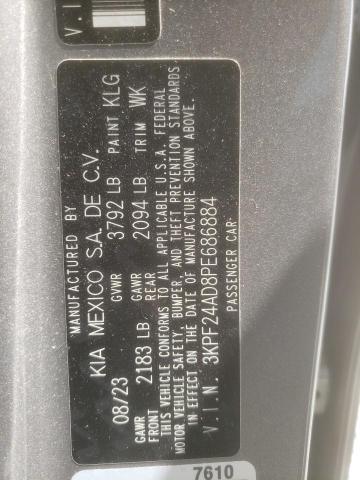 MANUFACTURED BY
KIA MEXICO S.A. DE C.V.
08/23 GVWR 3792 LB PAINT KLG
GAWR FRONT 2183 LB GAWR REAR 2094 LB TRIM WK
THIS VEHICLE CONFORMS TO ALL APPLICABLE U.S.A. FEDERAL
MOTOR VEHICLE SAFETY, BUMPER, AND THEFT PREVENTION STANDARDS
IN EFFECT ON THE DATE OF MANUFACTURE SHOWN ABOVE.
V.I.N. 3KPF24AD8PE686884
PASSENGER CAR
V.I.
7610